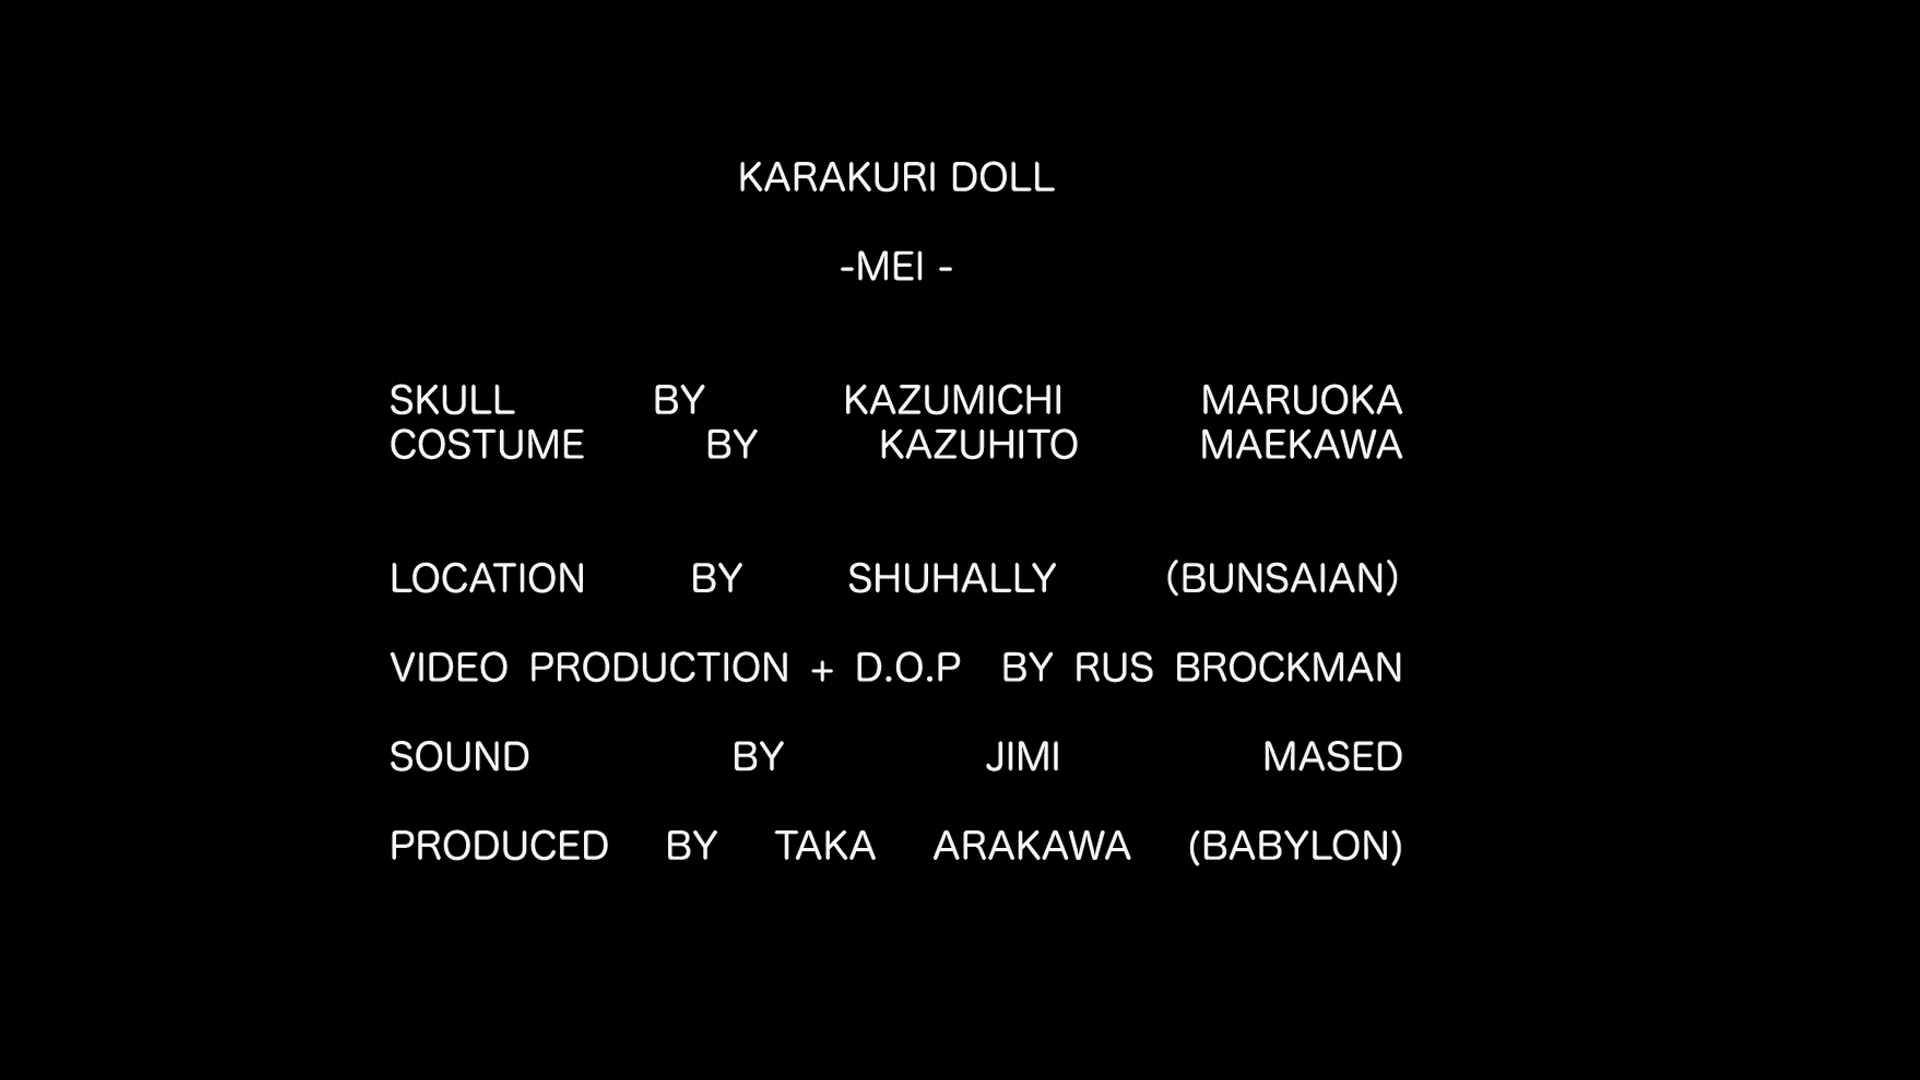 KARAKURI DOLL
-MEI -
SKULL BY KAZUMICHI MARUOKA
COSTUME BY KAZUHITO MAEKAWA
LOCATION BY SHUHALLY (BUNSAIAN)
VIDEO PRODUCTION + D.O.P BY RUS BROCKMAN
SOUND BY JIMI MASED
PRODUCED BY TAKA ARAKAWA (BABYLON)